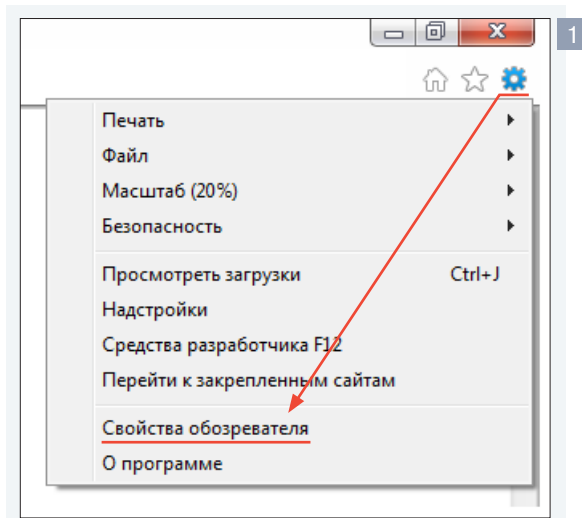 1
Печать
Файл
Масштаб (20%)
Безопасность
Просмотреть загрузки Ctrl+J
Надстройки
Средства разработчика F12
Перейти к закрепленным сайтам
Свойства обозревателя
О программе